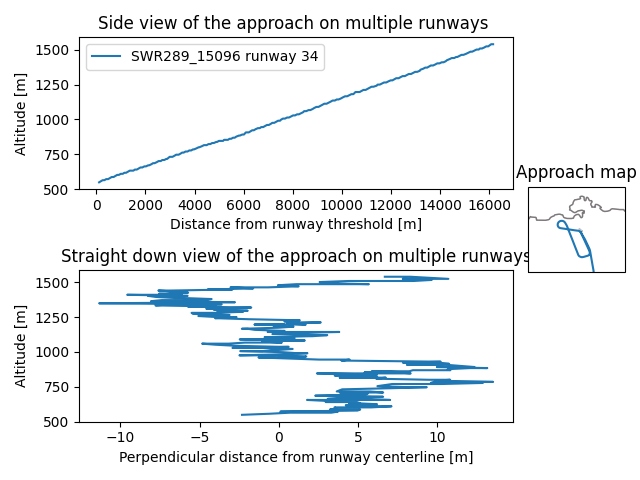 Side view of the approach on multiple runways
1500
1250
1000
750
500
Altitude [m]
SWR289_15096 runway 34
0 2000 4000 6000 8000 10000 12000 14000 16000
Distance from runway threshold [m]
Approach map
Straight down view of the approach on multiple runways
1500
1250
1000
750
500
Altitude [m]
−10 −5 0 5 10
Perpendicular distance from runway centerline [m]